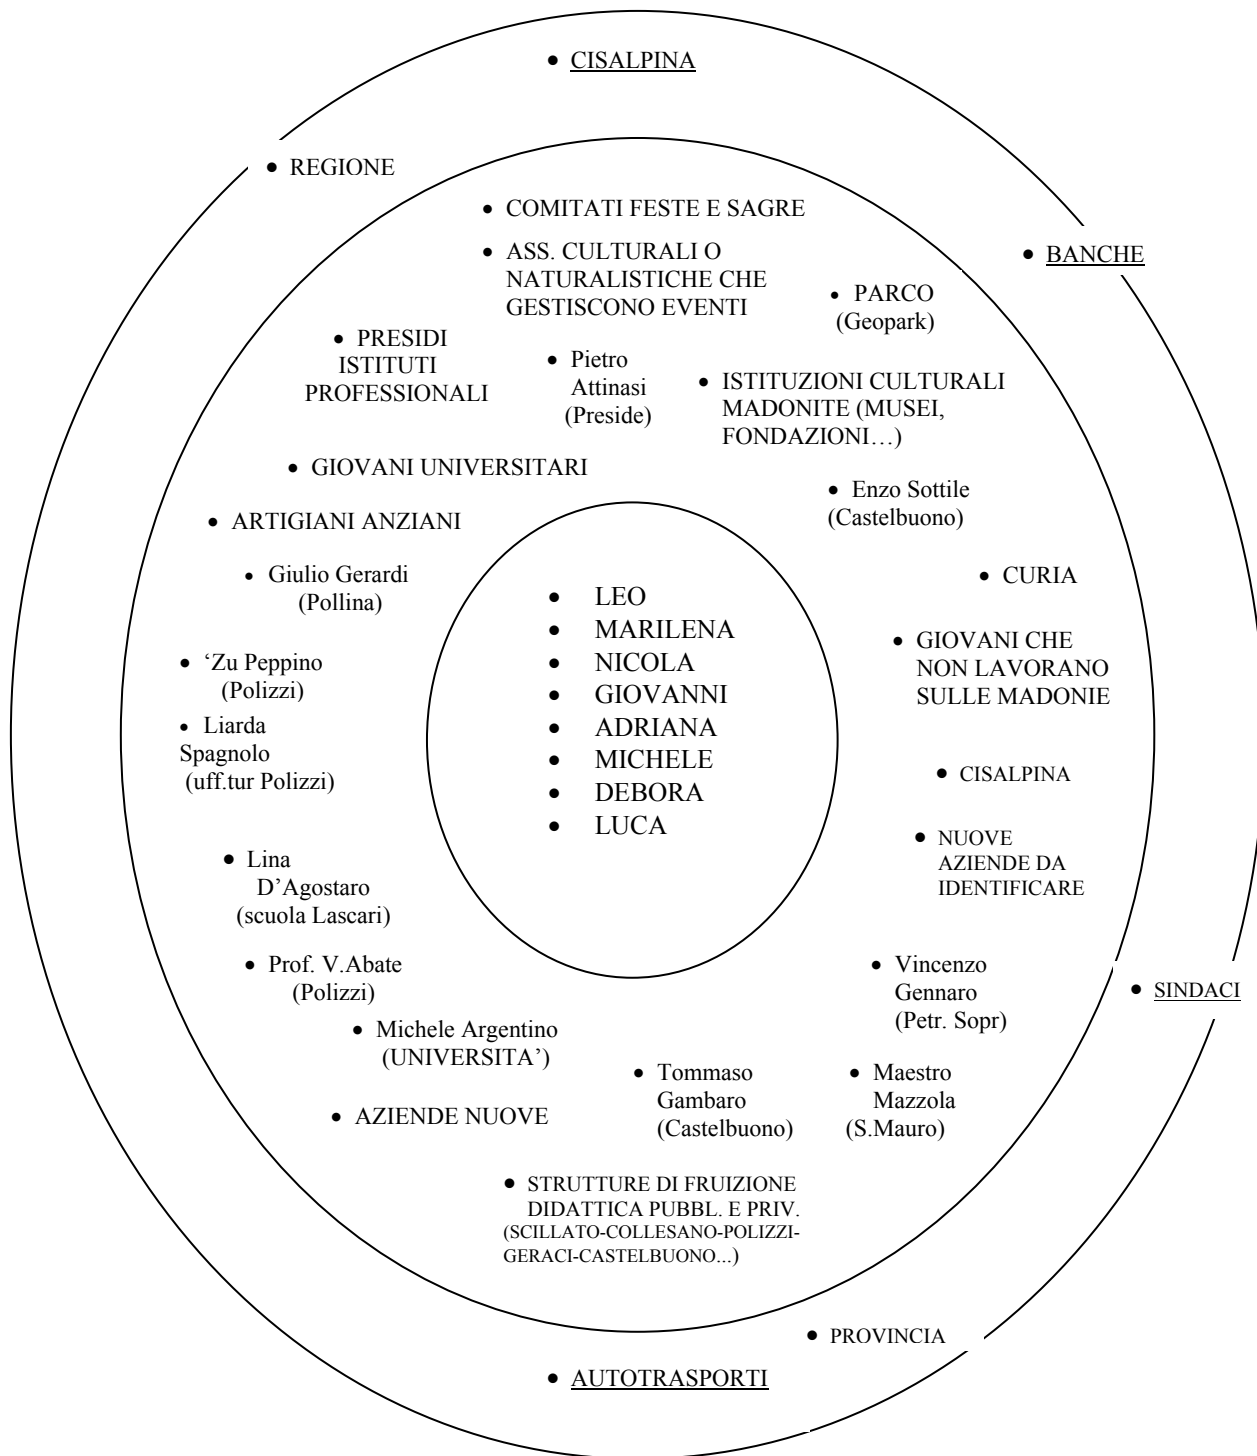 • CISALPINA
• REGIONE
• COMITATI FESTE E SAGRE
• ASS. CULTURALI O
NATURALISTICHE CHE
GESTISCONO EVENTI
• BANCHE
• PARCO
(Geopark)
• PRESIDI
ISTITUTI
PROFESSIONALI
• Pietro
Attinasi
(Preside)
• ISTITUZIONI CULTURALI
MADONITE (MUSEI,
FONDAZIONI…)
• GIOVANI UNIVERSITARI
• Enzo Sottile
(Castelbuono)
• ARTIGIANI ANZIANI
• Giulio Gerardi
(Pollina)
• CURIA
• LEO
• MARILENA
• NICOLA
• GIOVANNI
• ADRIANA
• MICHELE
• DEBORA
• LUCA
• GIOVANI CHE
NON LAVORANO
SULLE MADONIE
• ‘Zu Peppino
(Polizzi)
• Liarda
Spagnolo
(uff.tur Polizzi)
• CISALPINA
• NUOVE
AZIENDE DA
IDENTIFICARE
• Lina
D’Agostaro
(scuola Lascari)
• Prof. V.Abate
(Polizzi)
• Vincenzo
Gennaro
(Petr. Sopr)
• SINDACI
• Michele Argentino
(UNIVERSITA’)
• Tommaso
Gambaro
(Castelbuono)
• Maestro
Mazzola
(S.Mauro)
• AZIENDE NUOVE
• STRUTTURE DI FRUIZIONE
DIDATTICA PUBBL. E PRIV.
(SCILLATO-COLLESANO-POLIZZI-
GERACI-CASTELBUONO...)
• PROVINCIA
• AUTOTRASPORTI